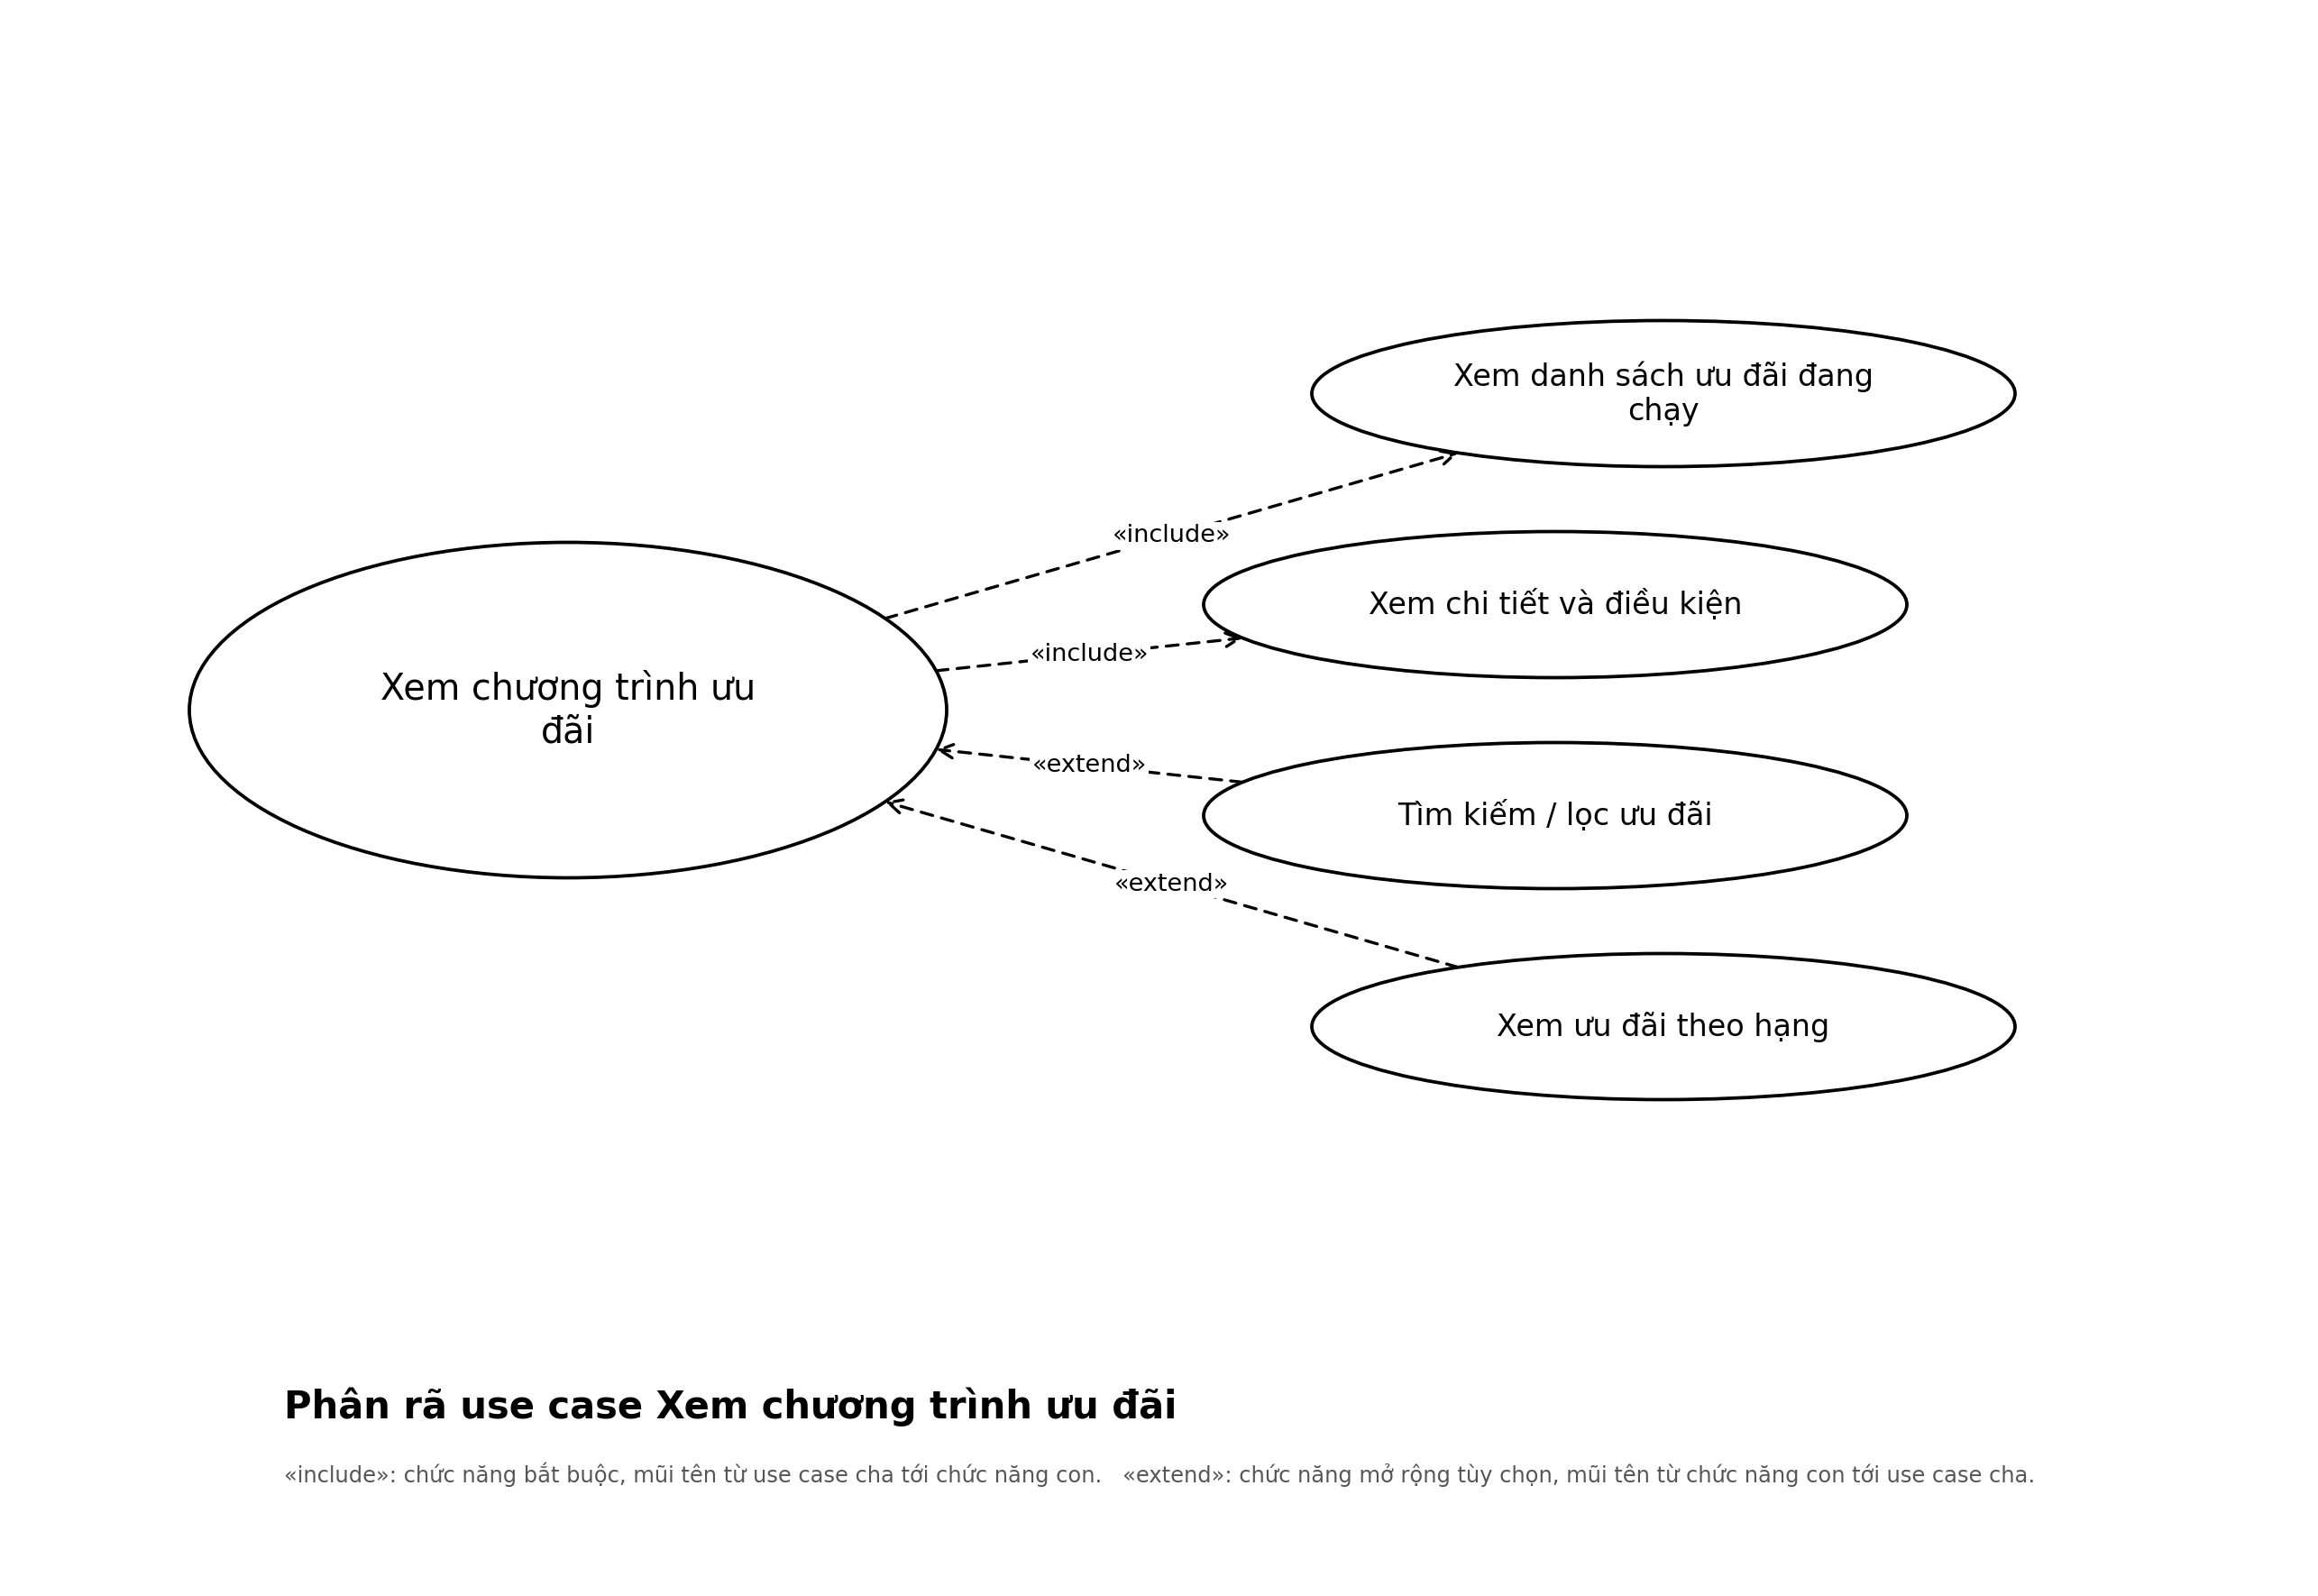 Xem danh sách ưu đãi đang
chạy
«include»
Xem chi tiết và điều kiện
«include»
Xem chương trình ưu
đãi
«extend»
Tìm kiếm / lọc ưu đãi
«extend»
Xem ưu đãi theo hạng
Phân rã use case Xem chương trình ưu đãi
«include»: chức năng bắt buộc, mũi tên từ use case cha tới chức năng con.   «extend»: chức năng mở rộng tùy chọn, mũi tên từ chức năng con tới use case cha.